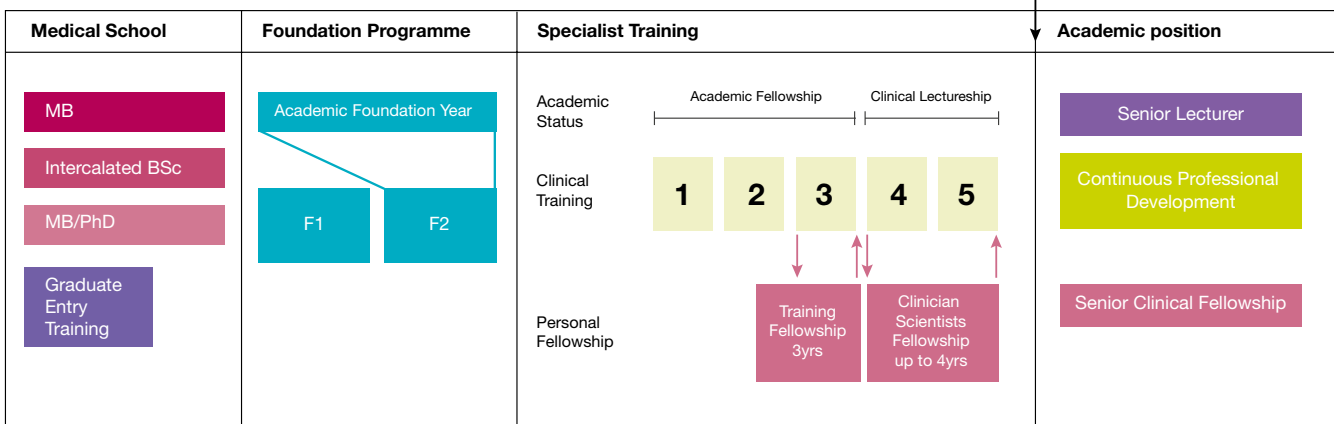 Medical School
Foundation Programme
Specialist Training
Academic position
MB
Intercalated BSc
MB/PhD
Graduate
Entry
Training
Academic Foundation Year
F1
F2
Academic
Status
Academic Fellowship
Clinical Lectureship
Clinical
Training
1
2
3
4
5
Personal
Fellowship
Training
Fellowship
3yrs
Clinician
Scientists
Fellowship
up to 4yrs
Senior Lecturer
Continuous Professional
Development
Senior Clinical Fellowship